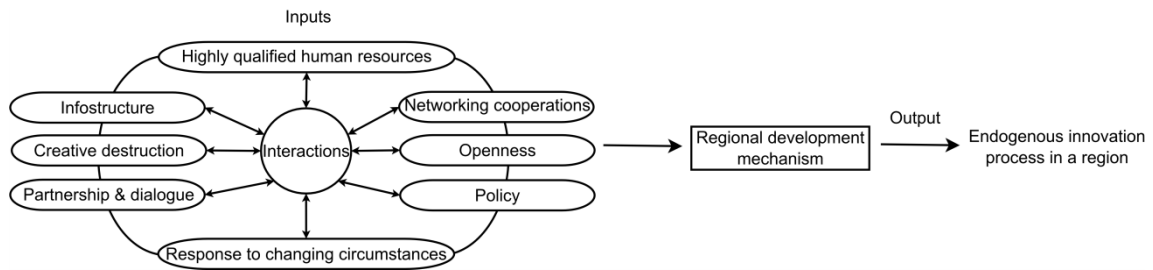 Inputs
Highly qualified human resources
Infostructure
Networking cooperations
Creative destruction
Interactions
Openness
Partnership & dialogue
Policy
Response to changing circumstances
Regional development
mechanism
Output
Endogenous innovation
process in a region